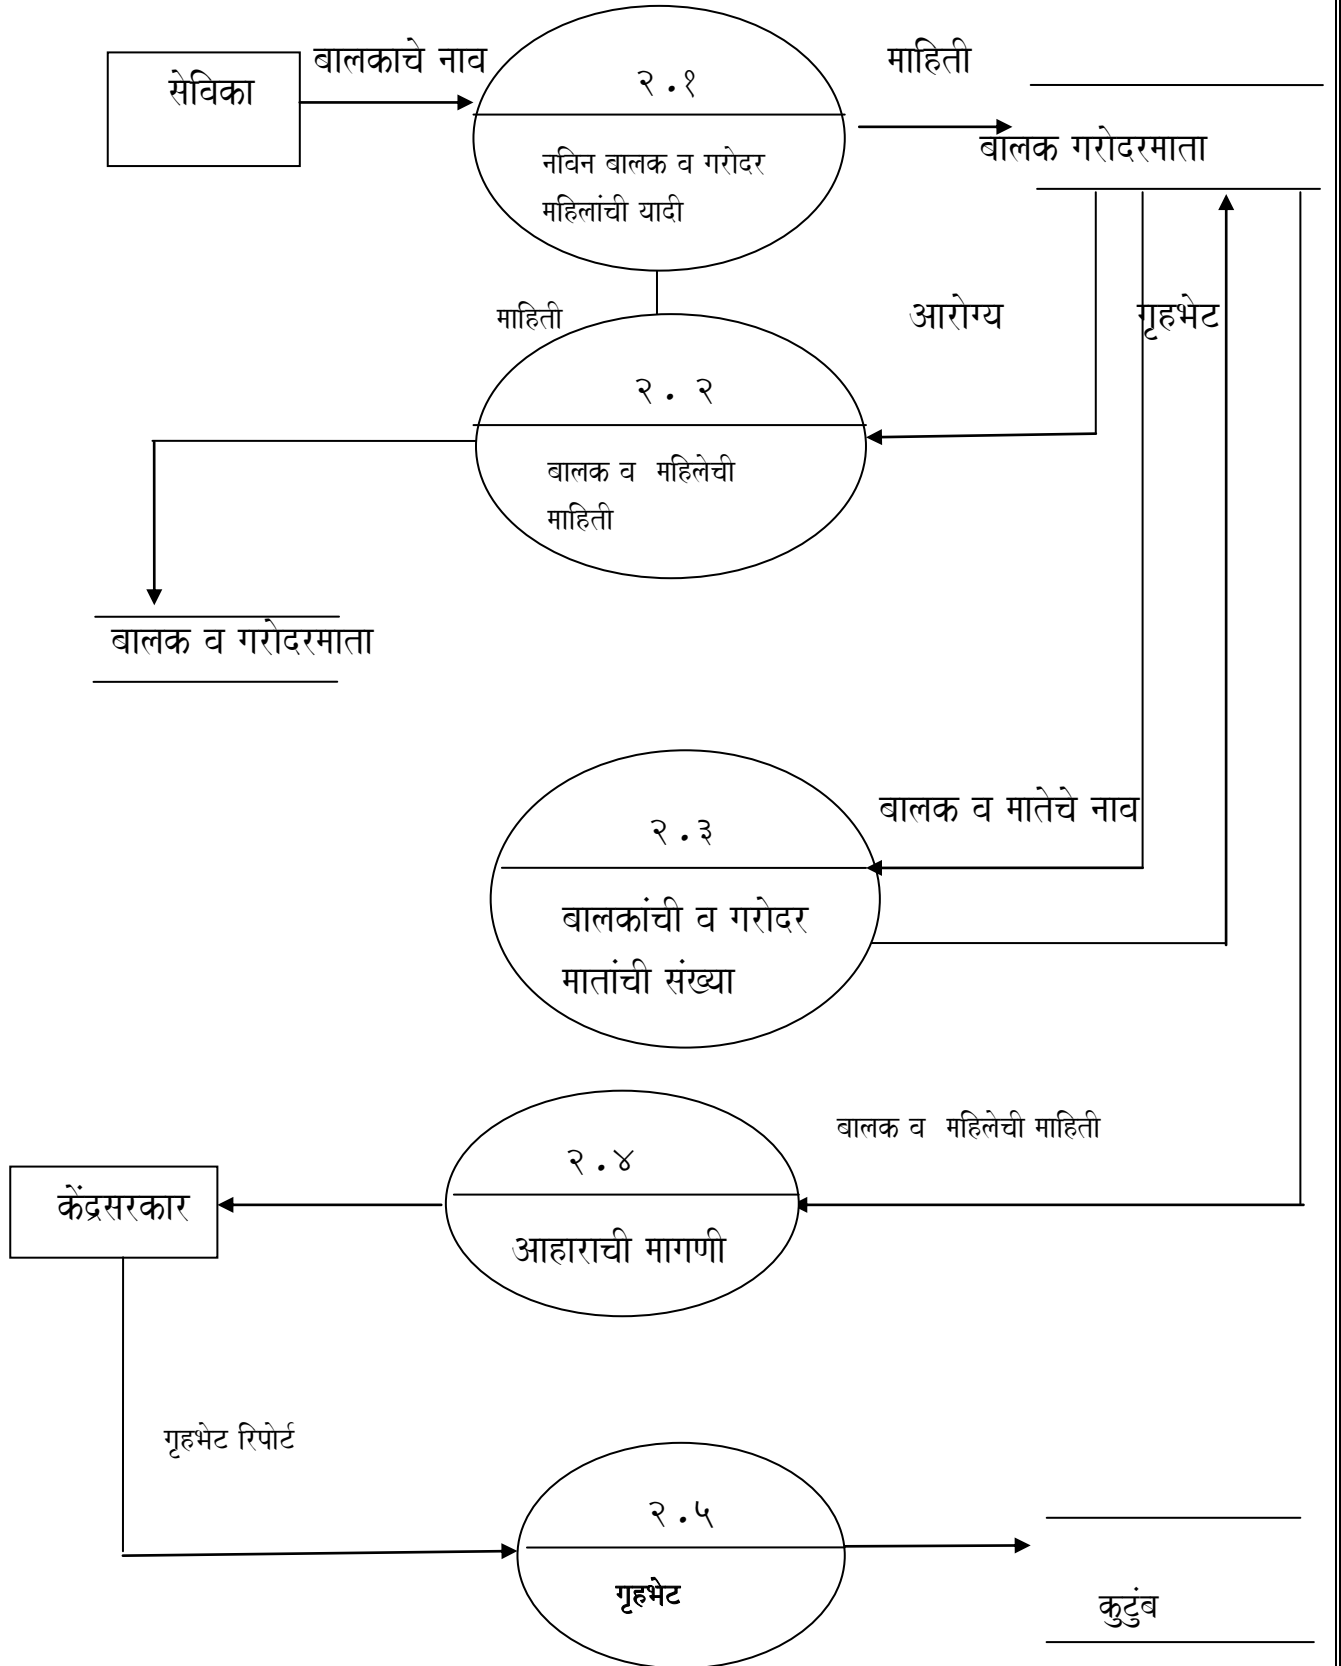 सेविका
बालकाचे नाव
२.१
माहिती
नविन बालक व गरोदर
महिलांची यादी
बालक गरोदरमाता
माहिती
आरोग्य
गृहभेट
२. २
बालक व महिलेची
माहिती
बालक व गरोदरमाता
२.३
बालक व मातेचे नाव
बालकांची व गरोदर
मातांची संख्या
बालक व महिलेची माहिती
२.४
केंद्रसरकार
आहाराची मागणी
गृहभेट रिपोर्ट
२.५
गृहभेट
कुटुंब